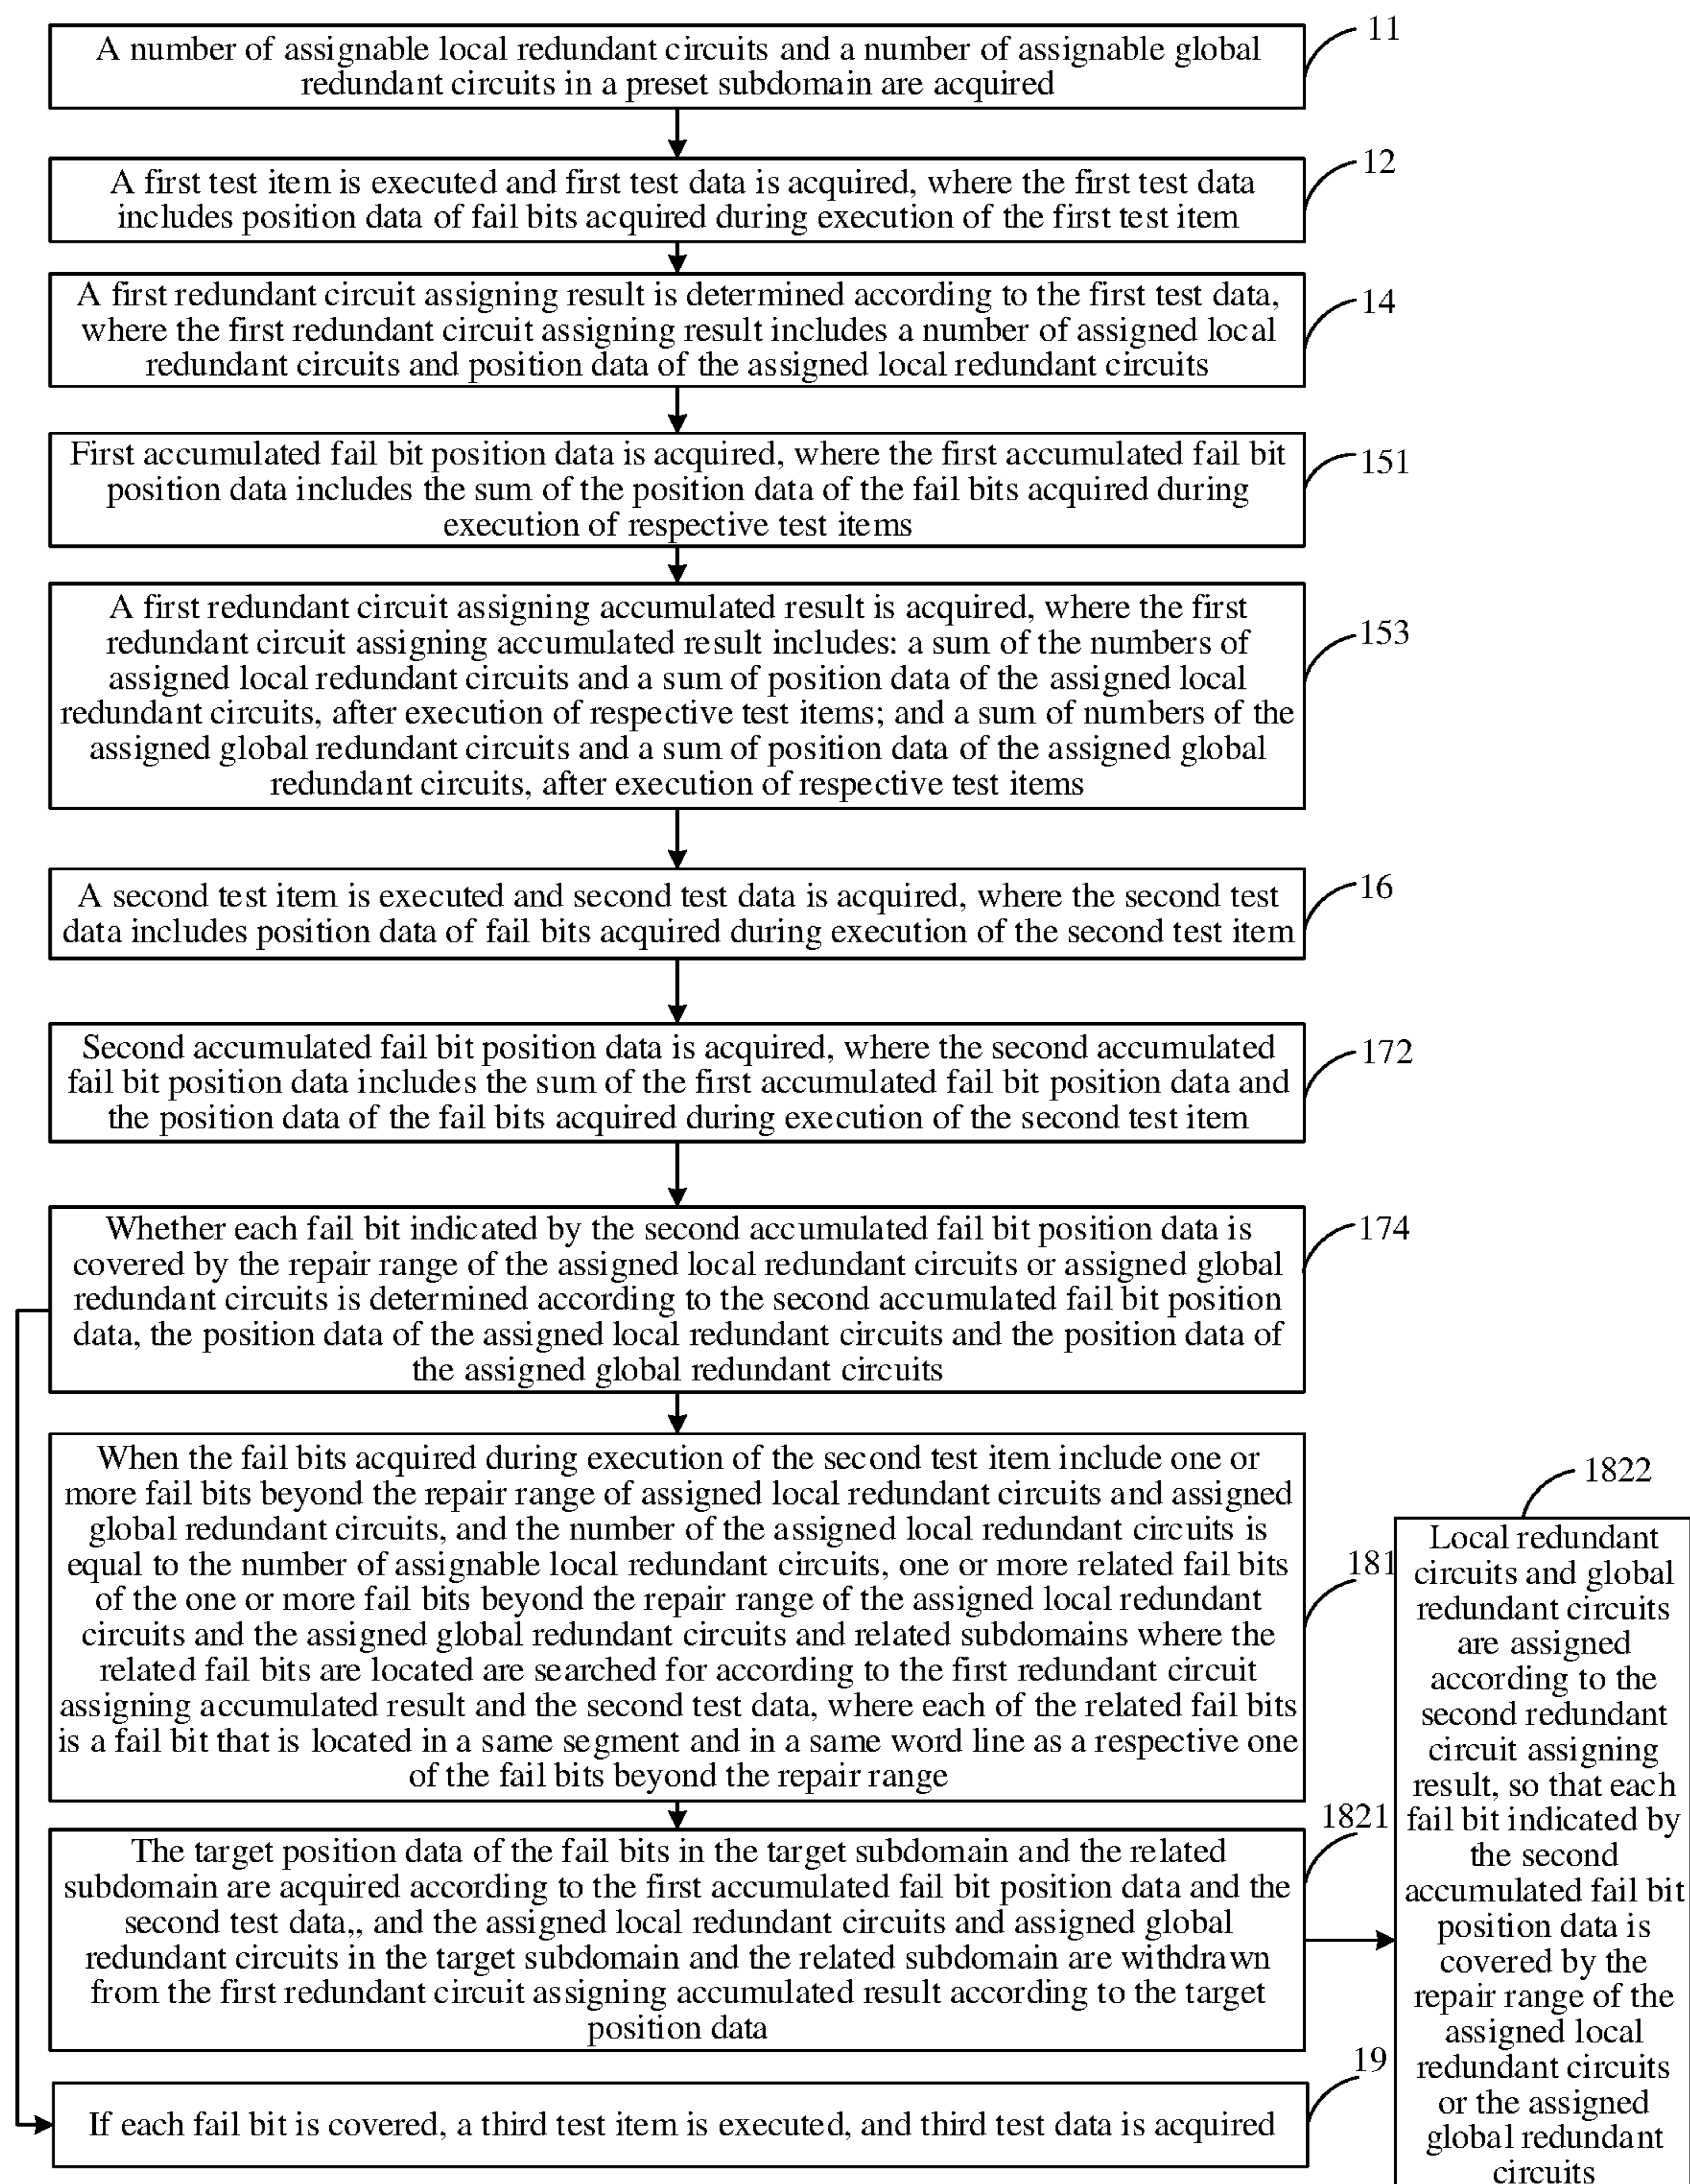 A number of assignable local redundant circuits and a number of assignable global
redundant circuits in a preset subdomain are acquired
11
A first test item is executed and first test data is acquired, where the first test data
includes position data of fail bits acquired during execution of the first test item
12
A first redundant circuit assigning result is determined according to the first test data,
where the first redundant circuit assigning result includes a number of assigned local
redundant circuits and position data of the assigned local redundant circuits
14
First accumulated fail bit position data is acquired, where the first accumulated fail bit
position data includes the sum of the position data of the fail bits acquired during
execution of respective test items
151
A first redundant circuit assigning accumulated result is acquired, where the first
redundant circuit assigning accumulated result includes: a sum of the numbers of
assigned local redundant circuits and a sum of position data of the assigned local
redundant circuits, after execution of respective test items; and a sum of numbers of the
assigned global redundant circuits and a sum of position data of the assigned global
redundant circuits, after execution of respective test items
153
A second test item is executed and second test data is acquired, where the second test
data includes position data of fail bits acquired during execution of the second test item
16
Second accumulated fail bit position data is acquired, where the second accumulated
fail bit position data includes the sum of the first accumulated fail bit position data and
the position data of the fail bits acquired during execution of the second test item
172
Whether each fail bit indicated by the second accumulated fail bit position data is
covered by the repair range of the assigned local redundant circuits or assigned global
redundant circuits is determined according to the second accumulated fail bit position
data, the position data of the assigned local redundant circuits and the position data of
the assigned global redundant circuits
174
When the fail bits acquired during execution of the second test item include one or
more fail bits beyond the repair range of assigned local redundant circuits and assigned
global redundant circuits, and the number of the assigned local redundant circuits is
equal to the number of assignable local redundant circuits, one or more related fail bits
of the one or more fail bits beyond the repair range of the assigned local redundant
circuits and the assigned global redundant circuits and related subdomains where the
related fail bits are located are searched for according to the first redundant circuit
assigning accumulated result and the second test data, where each of the related fail bits
is a fail bit that is located in a same segment and in a same word line as a respective one
of the fail bits beyond the repair range
181
The target position data of the fail bits in the target subdomain and the related
subdomain are acquired according to the first accumulated fail bit position data and the
second test data,, and the assigned local redundant circuits and assigned global
redundant circuits in the target subdomain and the related subdomain are withdrawn
from the first redundant circuit assigning accumulated result according to the target
position data
1821
1822
Local redundant
circuits and global
redundant circuits
are assigned
according to the
second redundant
circuit assigning
result, so that each
fail bit indicated by
the second
accumulated fail bit
position data is
covered by the
repair range of the
assigned local
redundant circuits
or the assigned
global redundant
circuits
If each fail bit is covered, a third test item is executed, and third test data is acquired
19